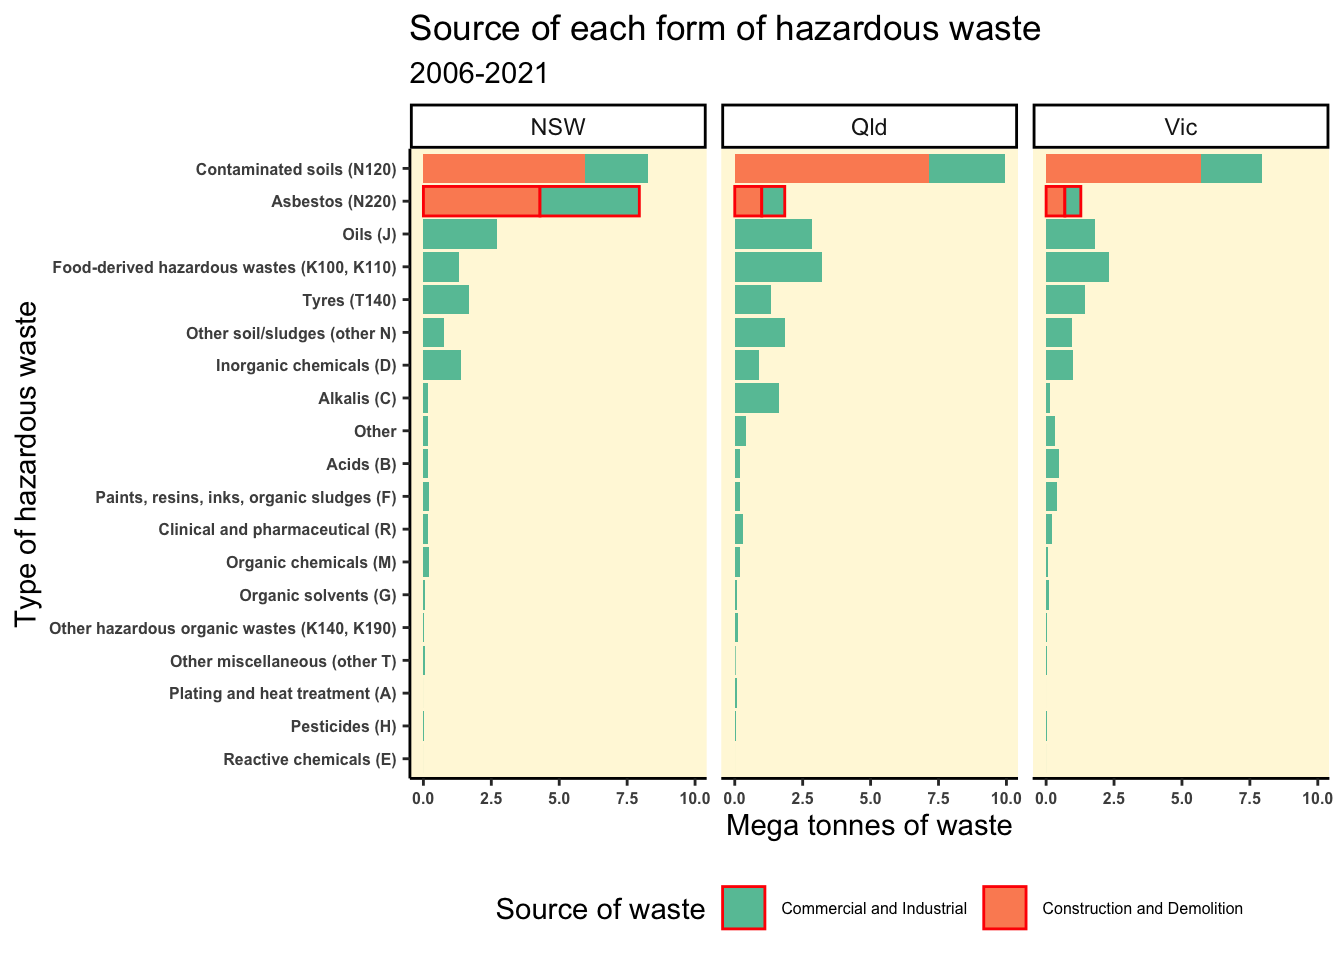 Source of each form of hazardous waste
2006-2021
NSW
Qld
Vic
Type of hazardous waste
Contaminated soils (N120)
Asbestos (N220)
Oils (J)
Food-derived hazardous wastes (K100, K110)
Tyres (T140)
Other soil/sludges (other N)
Inorganic chemicals (D)
Alkalis (C)
Other
Acids (B)
Paints, resins, inks, organic sludges (F)
Clinical and pharmaceutical (R)
Organic chemicals (M)
Organic solvents (G)
Other hazardous organic wastes (K140, K190)
Other miscellaneous (other T)
Plating and heat treatment (A)
Pesticides (H)
Reactive chemicals (E)
0.0 2.5 5.0 7.5 10.0
0.0 2.5 5.0 7.5 10.0
0.0 2.5 5.0 7.5 10.0
Mega tonnes of waste
Source of waste
Commercial and Industrial
Construction and Demolition